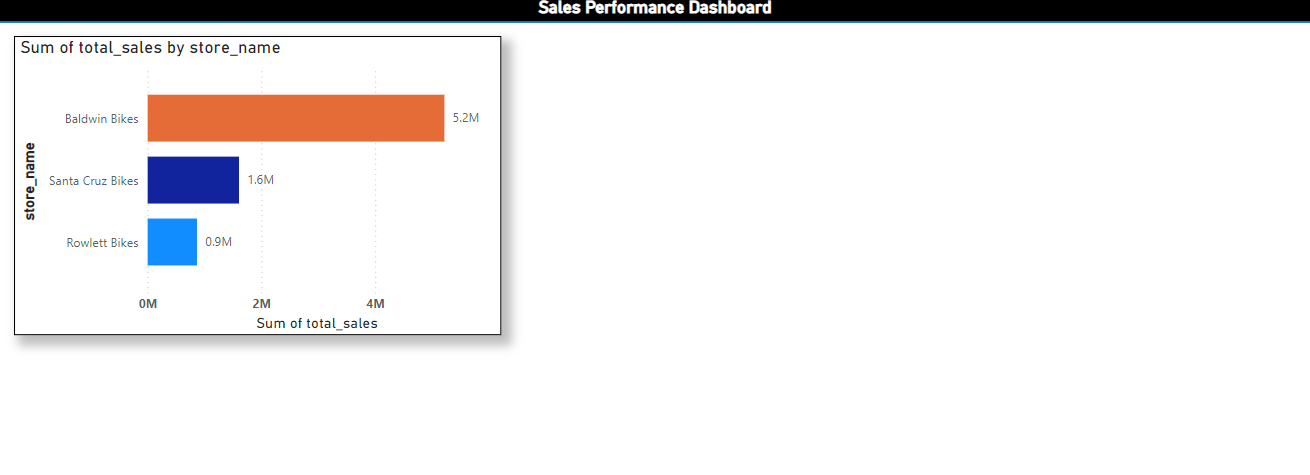 Sales Performance Dashboard
Sum of total_sales by store_name
store_name
Baldwin Bikes 5.2M
Santa Cruz Bikes 1.6M
Rowlett Bikes 0.9M
0M 2M 4M
Sum of total_sales